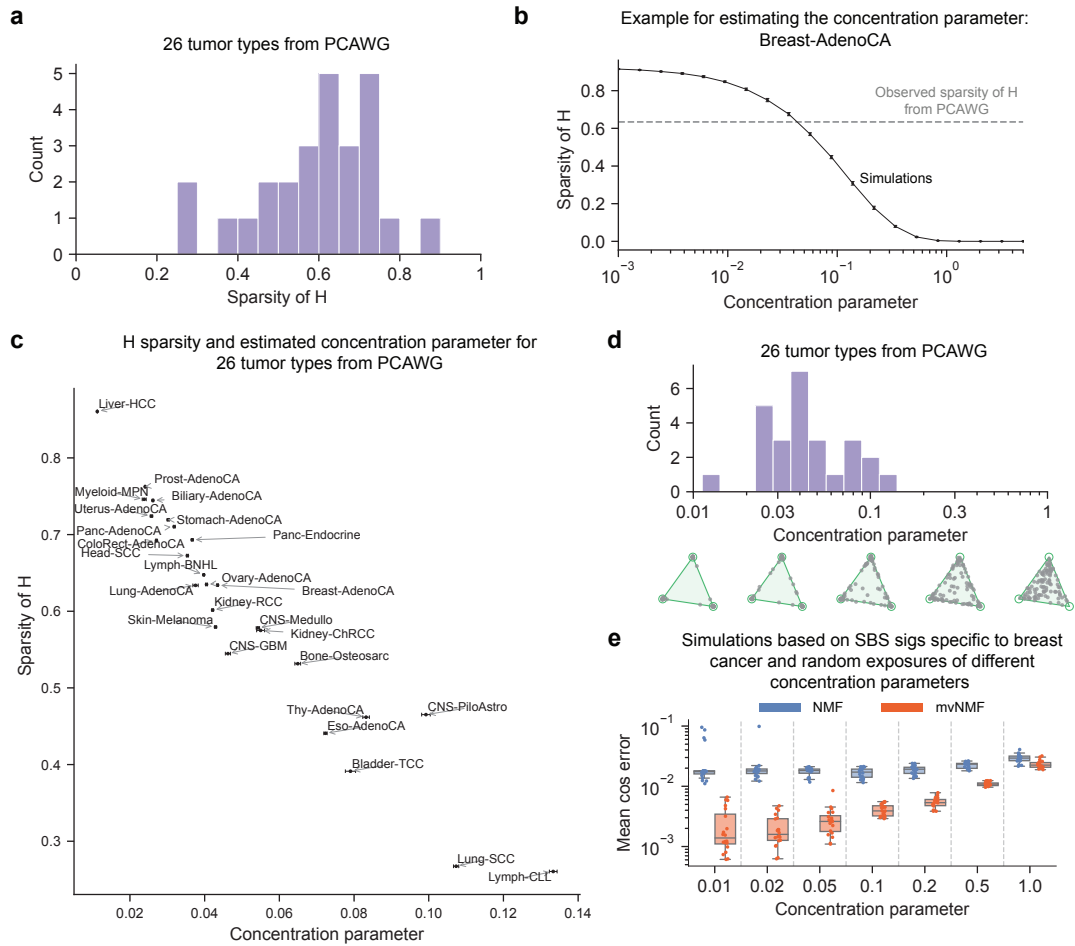 a
26 tumor types from PCAWG
5
4
3
2
1
0
Count
0
0.2
0.4
0.6
0.8
1
Sparsity of H
b
Example for estimating the concentration parameter:
Breast-AdenoCA
0.8
0.6
0.4
0.2
0.0
Sparsity of H
Observed sparsity of H
from PCAWG
Simulations
10⁻³
10⁻²
10⁻¹
10⁰
Concentration parameter
c
H sparsity and estimated concentration parameter for
26 tumor types from PCAWG
Sparsity of H
0.8
0.7
0.6
0.5
0.4
0.3
Liver-HCC
Prost-AdenoCA
Myeloid-MPN
Biliary-AdenoCA
Uterus-AdenoCA
Stomach-AdenoCA
Panc-AdenoCA
Panc-Endocrine
ColoRect-AdenoCA
Head-SCC
Lymph-BNHL
Ovary-AdenoCA
Lung-AdenoCA
Breast-AdenoCA
Kidney-RCC
Skin-Melanoma
CNS-Medullo
Kidney-ChRCC
CNS-GBM
Bone-Osteosarc
Thy-AdenoCA
CNS-PiloAstro
Eso-AdenoCA
Bladder-TCC
Lung-SCC
Lymph-CLL
0.02
0.04
0.06
0.08
0.10
0.12
0.14
Concentration parameter
d
26 tumor types from PCAWG
6
4
2
0
Count
0.01
0.03
0.1
0.3
1
Concentration parameter
e
Simulations based on SBS sigs specific to breast
cancer and random exposures of different
concentration parameters
NMF
mvNMF
10⁻¹
10⁻²
10⁻³
Mean cos error
0.01
0.02
0.05
0.1
0.2
0.5
1.0
Concentration parameter